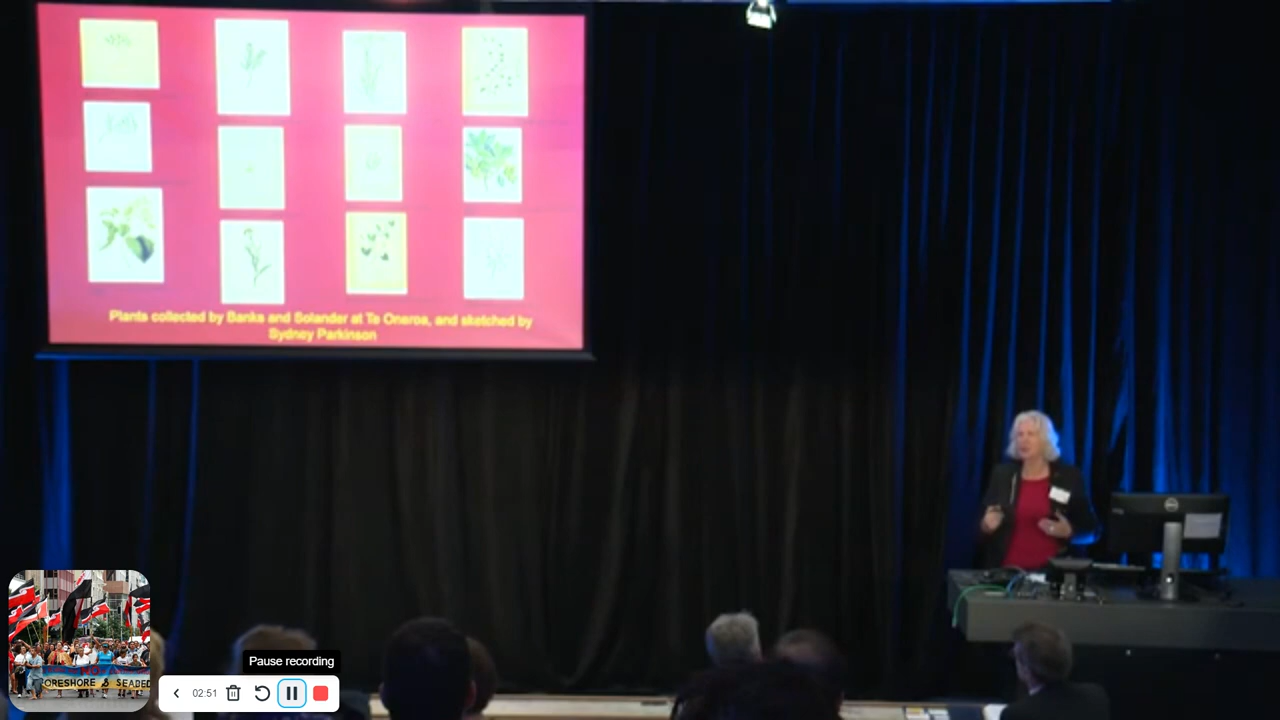 Plants collected by Banks and Solander at Te Oneroa, and sketched by
Sydney Parkinson
FORESHORE & SEABED
Pause recording
02:51